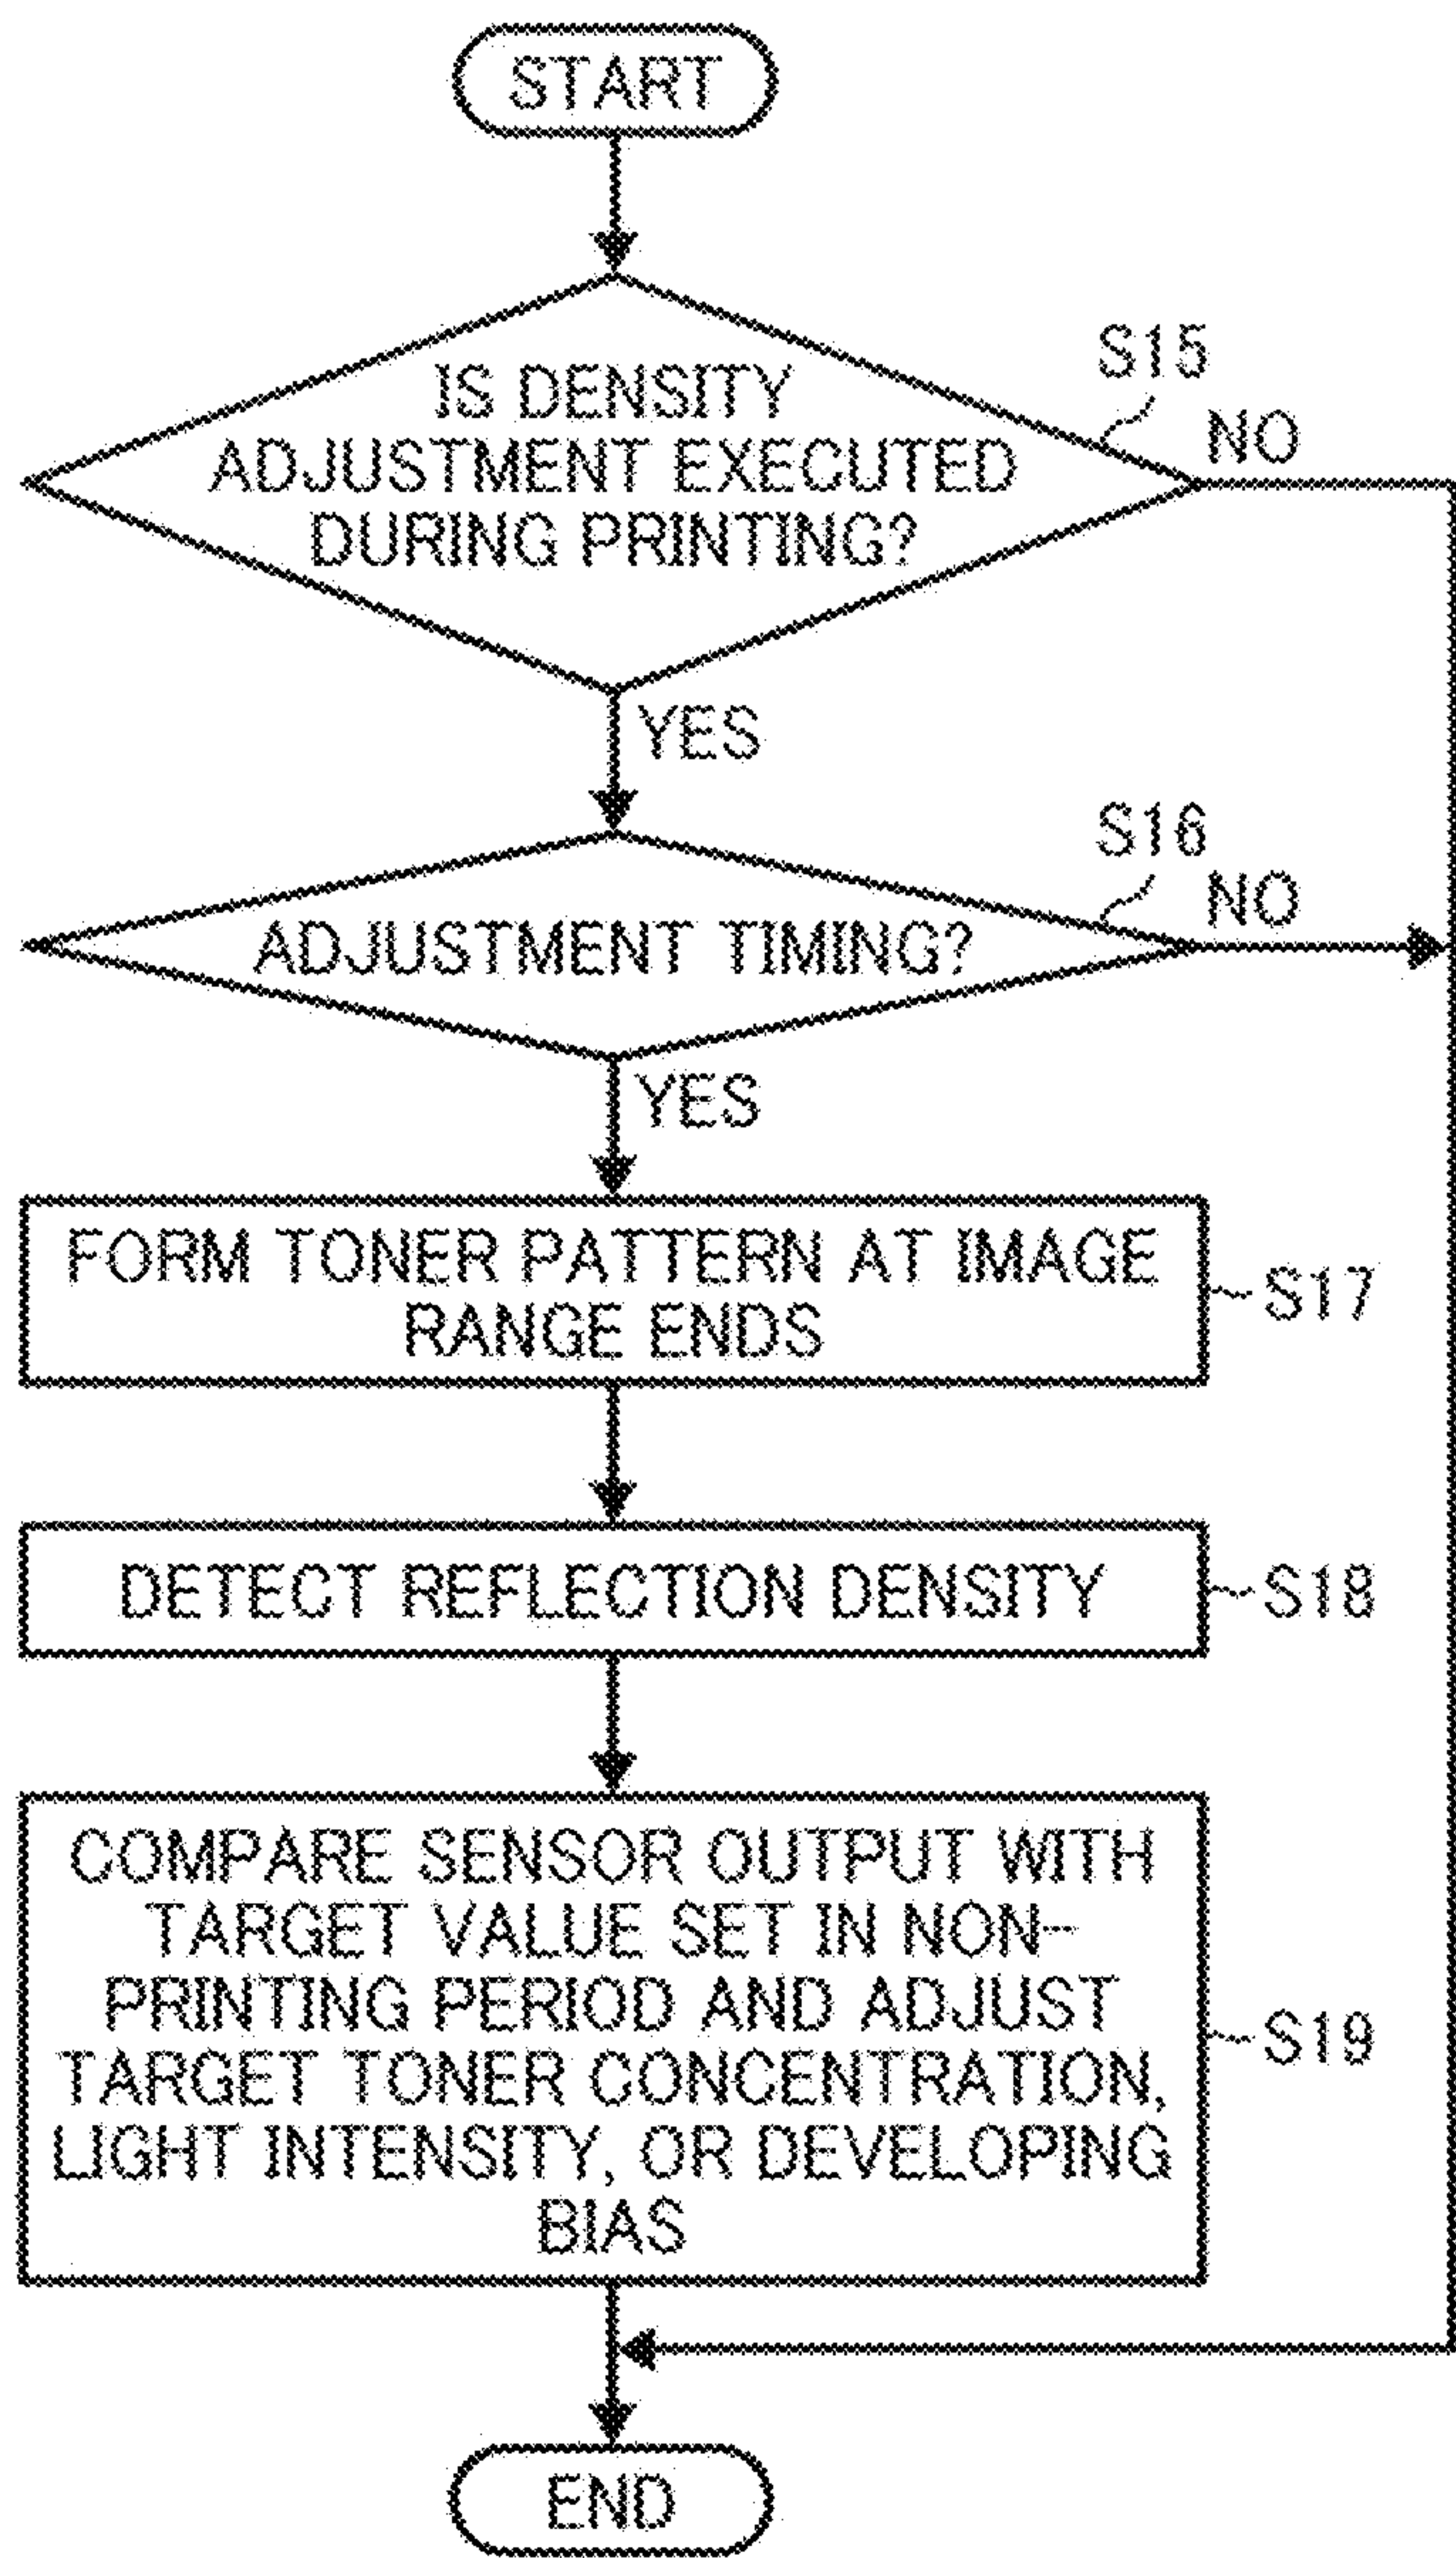 START
S15
IS DENSITY
ADJUSTMENT EXECUTED
DURING PRINTING?
NO
YES
S16
ADJUSTMENT TIMING?
NO
YES
FORM TONER PATTERN AT IMAGE
RANGE ENDS
S17
DETECT REFLECTION DENSITY
S18
COMPARE SENSOR OUTPUT WITH
TARGET VALUE SET IN NON-
PRINTING PERIOD AND ADJUST
TARGET TONER CONCENTRATION,
LIGHT INTENSITY, OR DEVELOPING
BIAS
S19
END